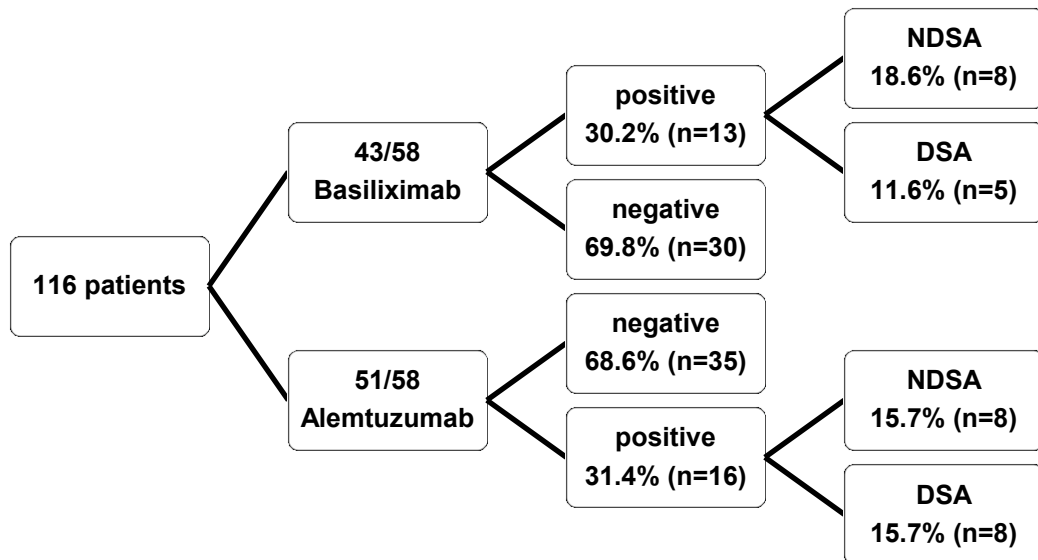 116 patients
43/58
Basiliximab
positive
30.2% (n=13)
NDSA
18.6% (n=8)
DSA
11.6% (n=5)
negative
69.8% (n=30)
51/58
Alemtuzumab
negative
68.6% (n=35)
positive
31.4% (n=16)
NDSA
15.7% (n=8)
DSA
15.7% (n=8)